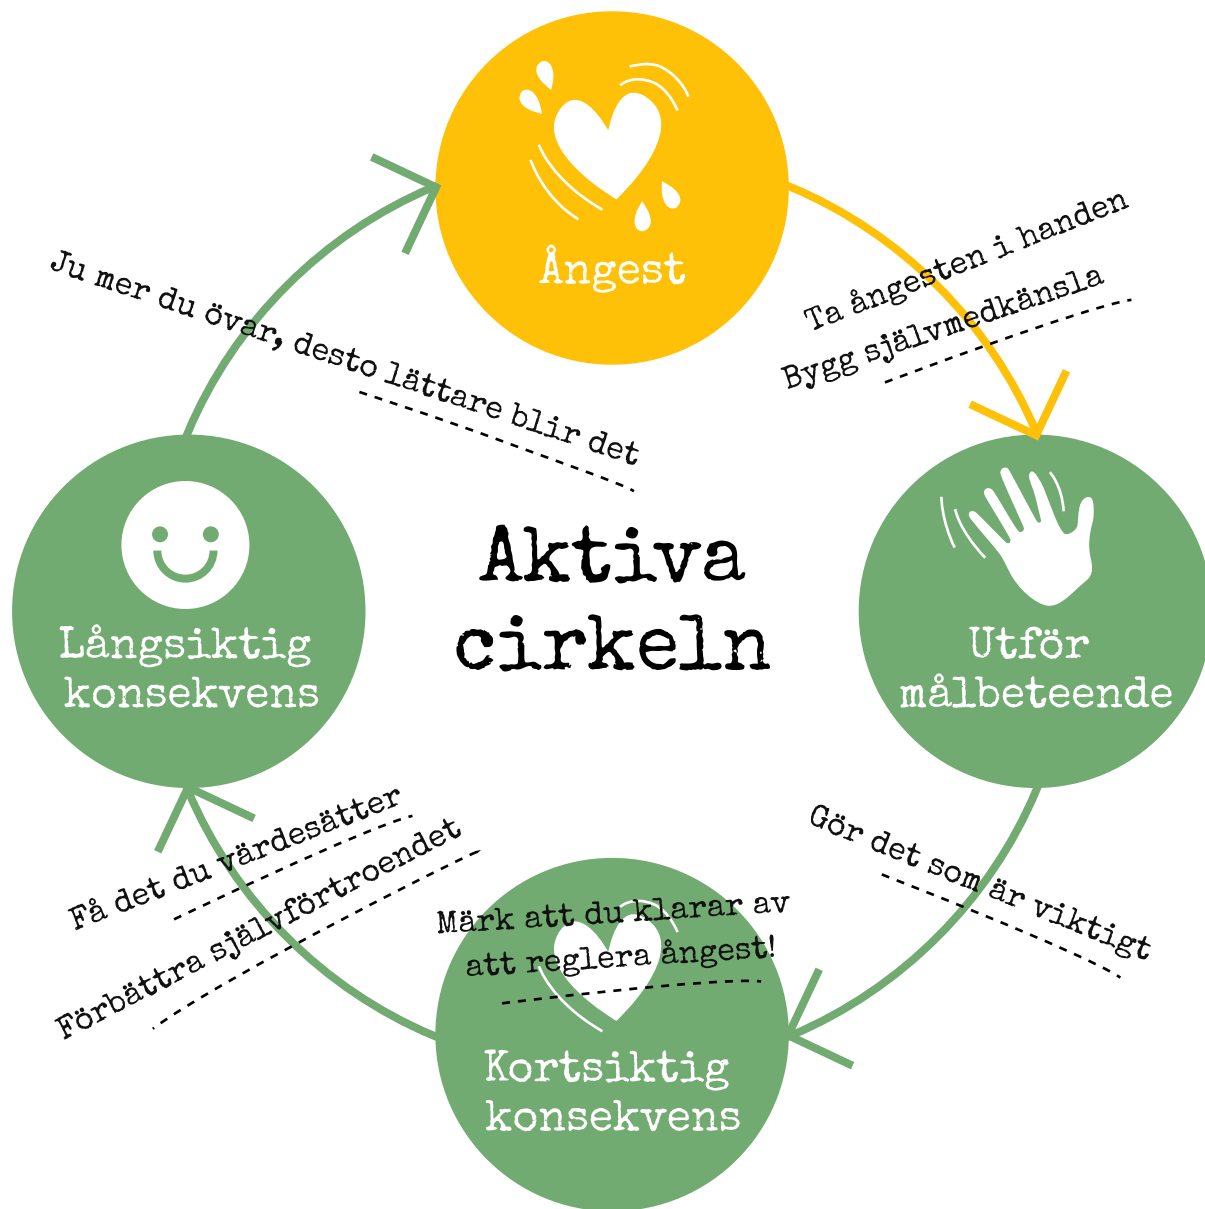 Ångest
Ta ångesten i handen
Bygg självmedkänsla
Ju mer du övar, desto lättare blir det
Aktiva
cirkeln
Långsiktig
konsekvens
Utför
målbeteende
Få det du värdesätter
Förbättra självförtroendet
Gör det som är viktigt
Märk att du klarar av
att reglera ångest!
Kortsiktig
konsekvens